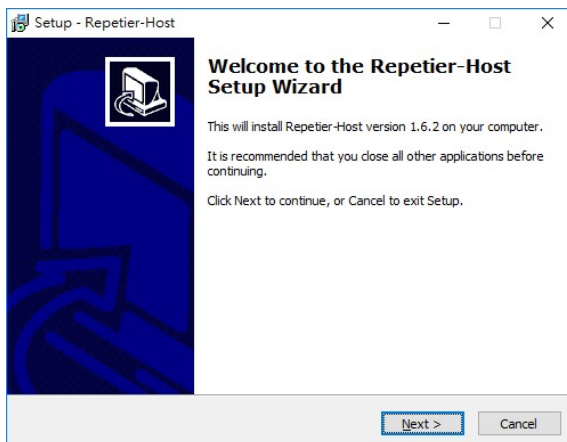 Setup - Repetier-Host
Welcome to the Repetier-Host
Setup Wizard
This will install Repetier-Host version 1.6.2 on your computer.
It is recommended that you close all other applications before
continuing.
Click Next to continue, or Cancel to exit Setup.
Next >
Cancel